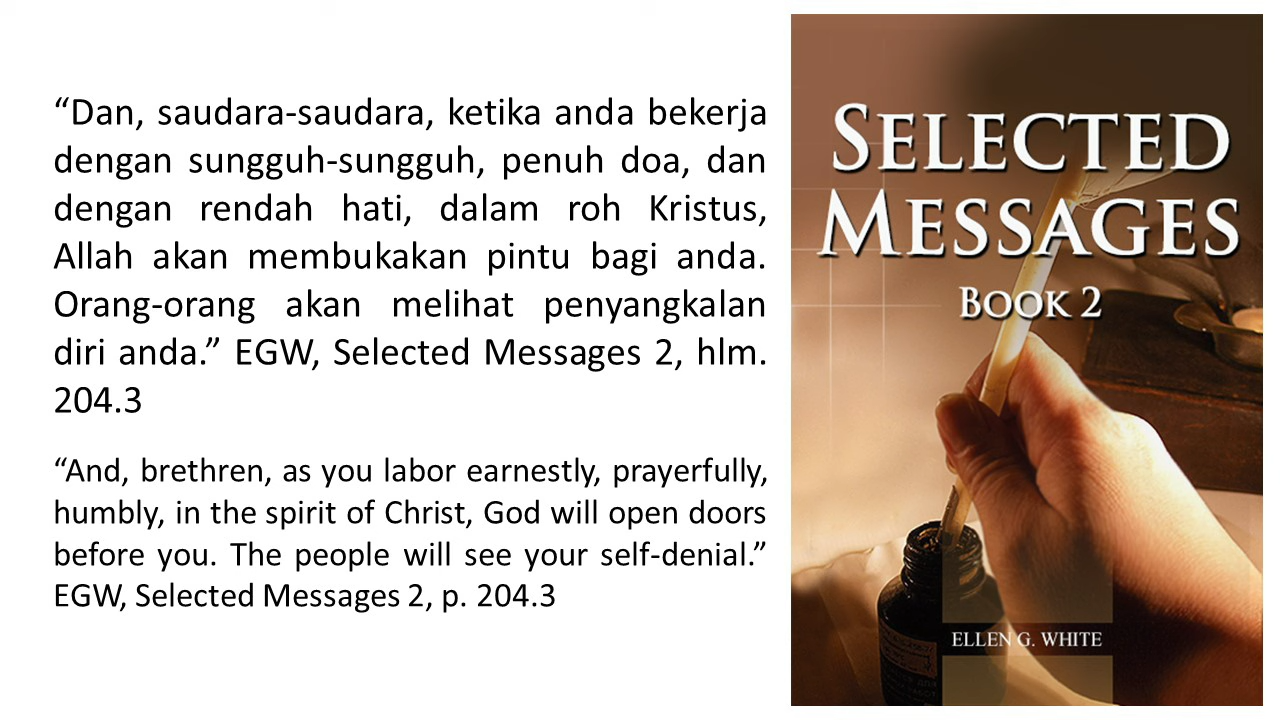 “Dan, saudara-saudara, ketika anda bekerja
dengan sungguh-sungguh, penuh doa, dan
dengan rendah hati, dalam roh Kristus,
Allah akan membukakan pintu bagi anda.
Orang-orang akan melihat penyangkalan
diri anda.” EGW, Selected Messages 2, hlm.
204.3
“And, brethren, as you labor earnestly, prayerfully,
humbly, in the spirit of Christ, God will open doors
before you. The people will see your self-denial.”
EGW, Selected Messages 2, p. 204.3
SELECTED
MESSAGES
BOOK 2
ELLEN G. WHITE